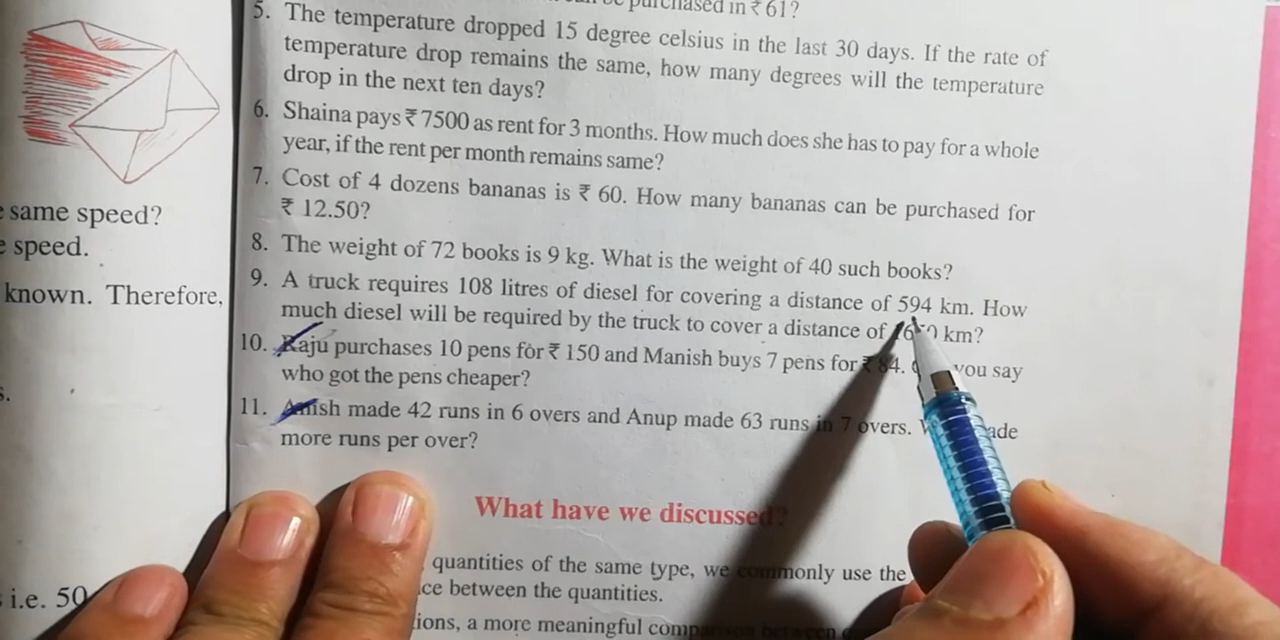 purchased in ₹ 61?
5. The temperature dropped 15 degree celsius in the last 30 days. If the rate of
temperature drop remains the same, how many degrees will the temperature
drop in the next ten days?
6. Shaina pays ₹ 7500 as rent for 3 months. How much does she has to pay for a whole
year, if the rent per month remains same?
7. Cost of 4 dozens bananas is ₹ 60. How many bananas can be purchased for
₹ 12.50?
8. The weight of 72 books is 9 kg. What is the weight of 40 such books?
9. A truck requires 108 litres of diesel for covering a distance of 594 km. How
much diesel will be required by the truck to cover a distance of km?
10. Raju purchases 10 pens for ₹ 150 and Manish buys 7 pens for ₹ 84. you say
who got the pens cheaper?
11. Anish made 42 runs in 6 overs and Anup made 63 runs in 7 overs.
more runs per over?
What have we discussed?
quantities of the same type, we commonly use the
between the quantities.
a more meaningful comparison between
same speed?
speed.
known. Therefore,
i.e. 50